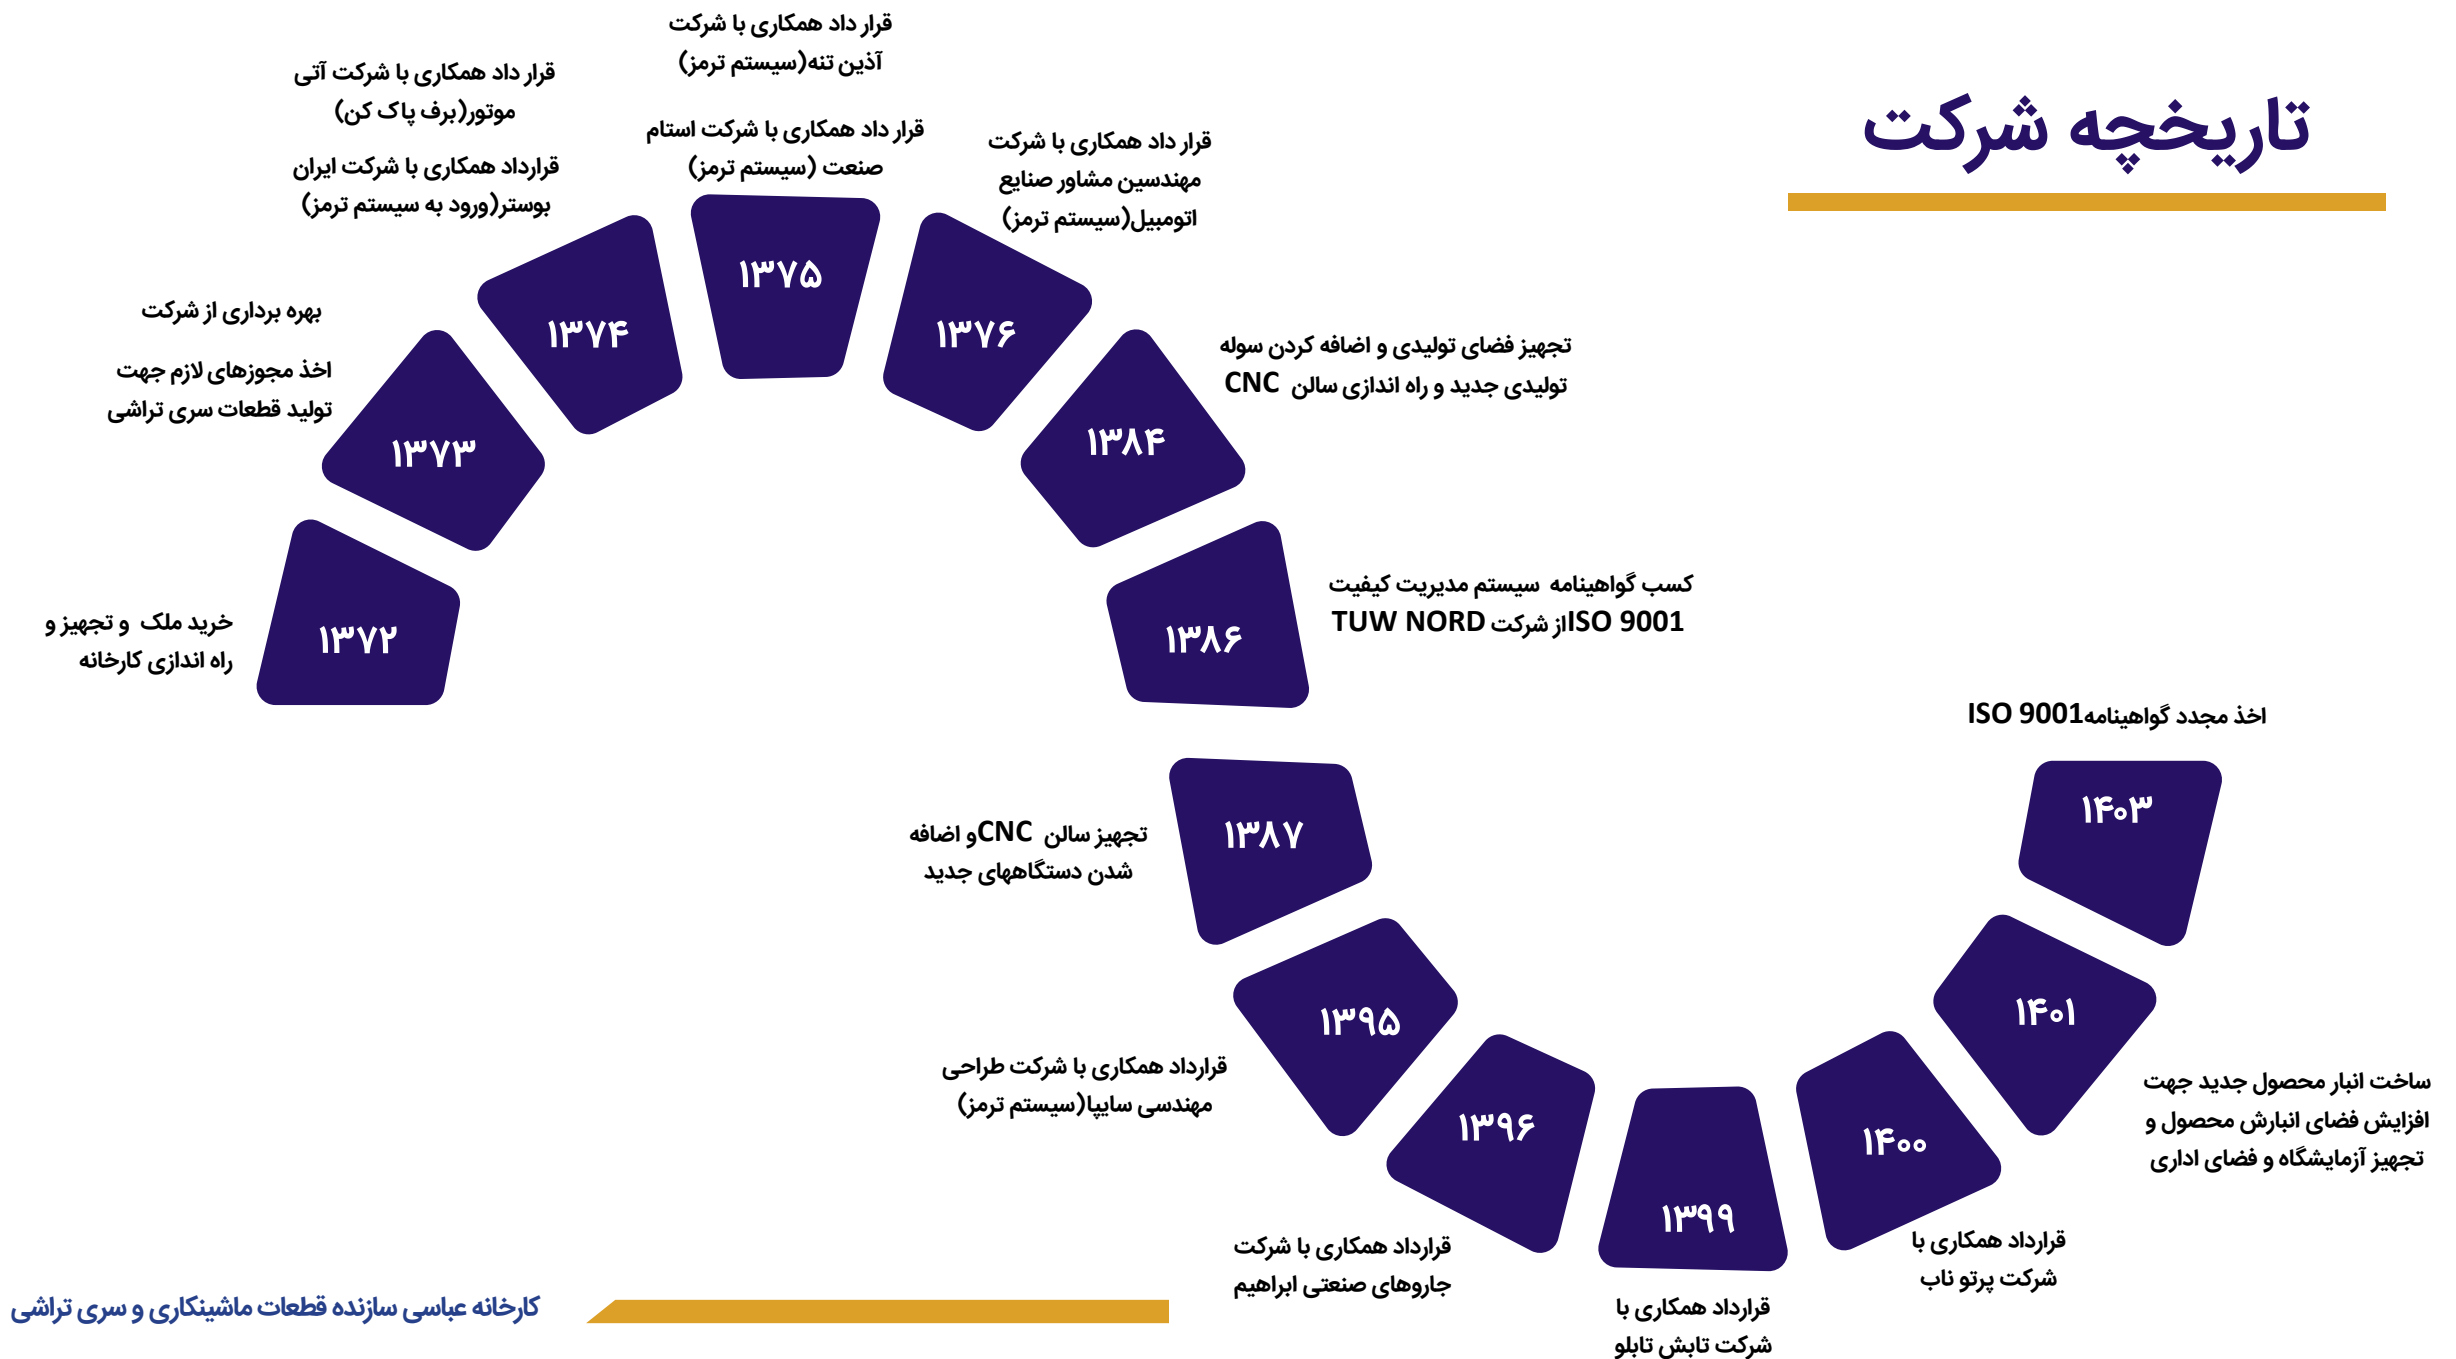 تاریخچه شرکت
۱۳۷۲
خرید ملک و تجهیز و
راه اندازی کارخانه
۱۳۷۳
بهره برداری از شرکت
اخذ مجوزهای لازم جهت
تولید قطعات سری تراشی
۱۳۷۴
قرار داد همکاری با شرکت آتی
موتور(برف پاک کن)
قرارداد همکاری با شرکت ایران
بوستر(ورود به سیستم ترمز)
۱۳۷۵
قرار داد همکاری با شرکت
آذین تنه(سیستم ترمز)
قرار داد همکاری با شرکت استام
صنعت (سیستم ترمز)
۱۳۷۶
قرار داد همکاری با شرکت
مهندسین مشاور صنایع
اتومبیل(سیستم ترمز)
۱۳۸۴
تجهیز فضای تولیدی و اضافه کردن سوله
تولیدی جدید و راه اندازی سالن CNC
۱۳۸۶
کسب گواهینامه سیستم مدیریت کیفیت
ISO 9001از شرکت TUW NORD
۱۳۸۷
تجهیز سالن CNCو اضافه
شدن دستگاههای جدید
۱۳۹۵
قرارداد همکاری با شرکت طراحی
مهندسی سایپا(سیستم ترمز)
۱۳۹۶
قرارداد همکاری با شرکت
جاروهای صنعتی ابراهیم
۱۳۹۹
قرارداد همکاری با
شرکت تابش تابلو
۱۴۰۰
قرارداد همکاری با
شرکت پرتو ناب
۱۴۰۱
ساخت انبار محصول جدید جهت
افزایش فضای انبارش محصول و
تجهیز آزمایشگاه و فضای اداری
۱۴۰۳
اخذ مجدد گواهینامهISO 9001
کارخانه عباسی سازنده قطعات ماشینکاری و سری تراشی